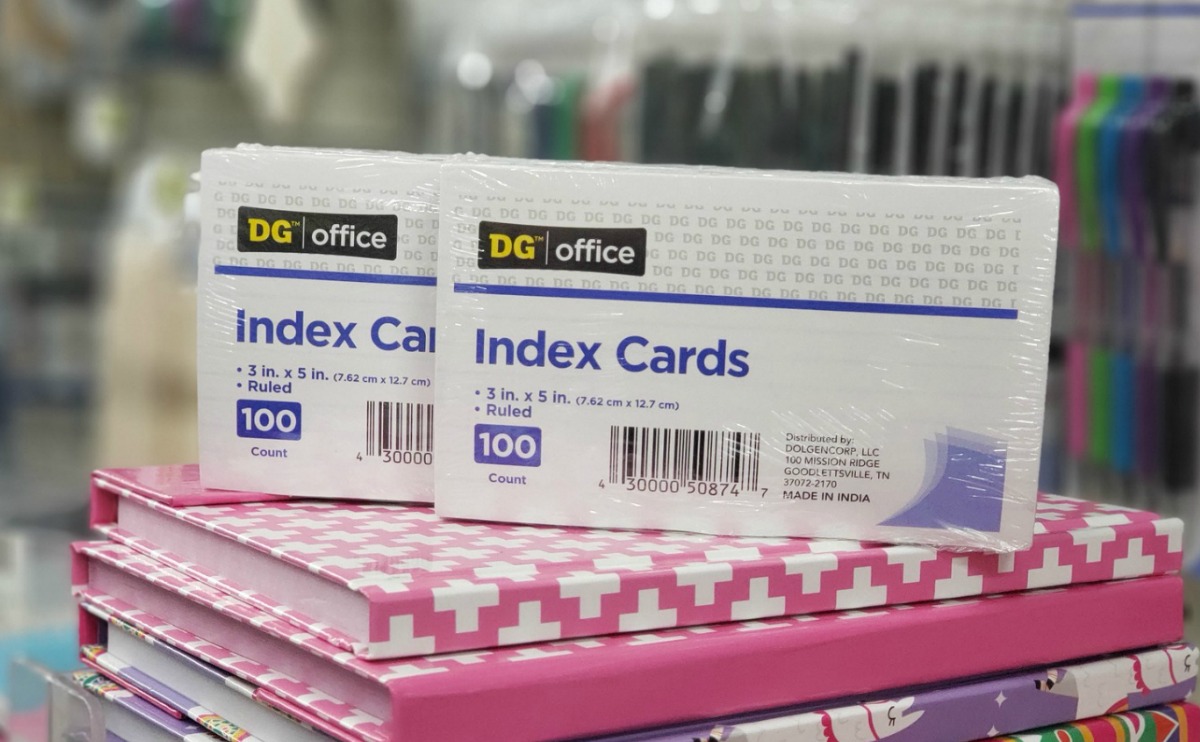 DG™ office
Index Car
• 3 in. x 5 in. (7.62 cm x 12.7 cm)
• Ruled
100
Count
4 30000
DG™ office
Index Cards
• 3 in. x 5 in. (7.62 cm x 12.7 cm)
• Ruled
100
Count
4 30000 50874 7
Distributed by:
DOLGENCORP, LLC
100 MISSION RIDGE
GOODLETTSVILLE, TN
37072-2170
MADE IN INDIA